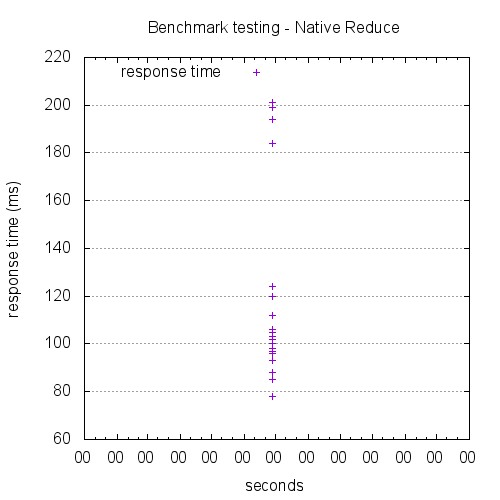 Benchmark testing - Native Reduce
220
response time
200
180
160
140
120
100
80
60
response time (ms)
00 00 00 00 00 00 00 00 00 00 00 00 00
seconds